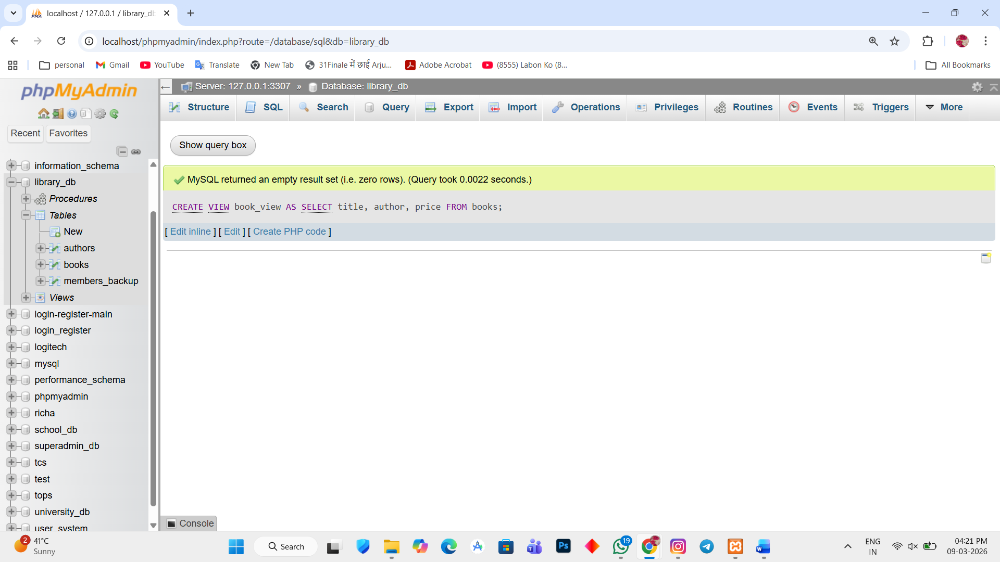 localhost / 127.0.0.1 / library_db
localhost/phpmyadmin/index.php?route=/database/sql&db=library_db
personal
Gmail
YouTube
Translate
New Tab
31Finale में छाई Arju...
Adobe Acrobat
(8555) Labon Ko (8...
All Bookmarks
phpMyAdmin
Recent
Favorites
information_schema
library_db
Procedures
Tables
New
authors
books
members_backup
Views
login-register-main
login_register
logitech
mysql
performance_schema
phpmyadmin
richa
school_db
superadmin_db
tcs
test
tops
university_db
user_system
Server: 127.0.0.1:3307 » Database: library_db
Structure
SQL
Search
Query
Export
Import
Operations
Privileges
Routines
Events
Triggers
More
Show query box
MySQL returned an empty result set (i.e. zero rows). (Query took 0.0022 seconds.)
CREATE VIEW book_view AS SELECT title, author, price FROM books;
[ Edit inline ] [ Edit ] [ Create PHP code ]
Console
2
41°C
Sunny
Search
Ps
19
ENG
IN
04:21 PM
09-03-2026